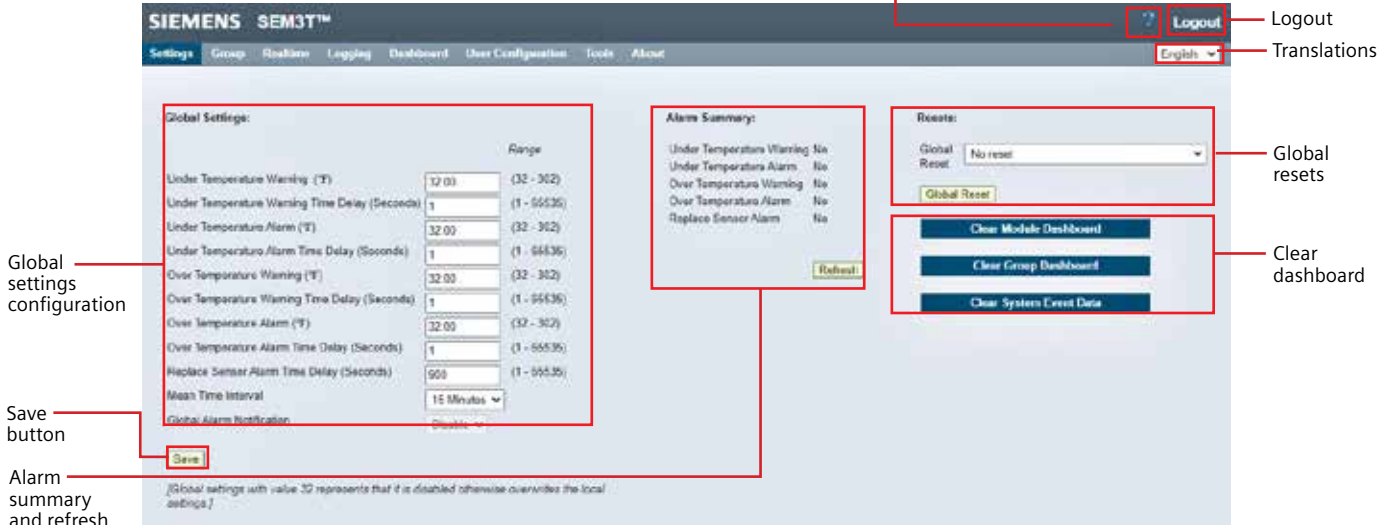 SIEMENS SEM3T™
Logout
Logout
Settings Group Realtime Logging Dashboard User Configuration Tools About
English
Translations
Global Settings:
Range
Under Temperature Warning (°F) 32.00 (32 - 302)
Under Temperature Warning Time Delay (Seconds) 1 (1 - 65535)
Under Temperature Alarm (°F) 32.00 (32 - 302)
Under Temperature Alarm Time Delay (Seconds) 1 (1 - 65535)
Over Temperature Warning (°F) 32.00 (32 - 302)
Over Temperature Warning Time Delay (Seconds) 1 (1 - 65535)
Over Temperature Alarm (°F) 32.00 (32 - 302)
Over Temperature Alarm Time Delay (Seconds) 1 (1 - 65535)
Replace Sensor Alarm Time Delay (Seconds) 900 (1 - 65535)
Mean Time Interval 15 Minutes
Global Alarm Notification Disable
Save
[Global settings with value 32 represents that it is disabled otherwise overwrites the local
settings.]
Alarm Summary:
Under Temperature Warning No
Under Temperature Alarm No
Over Temperature Warning No
Over Temperature Alarm No
Replace Sensor Alarm No
Refresh
Resets:
Global
Reset
No reset
Global Reset
Clear Module Dashboard
Clear Group Dashboard
Clear System Event Data
Global
resets
Clear
dashboard
Global
settings
configuration
Save
button
Alarm
summary
and refresh